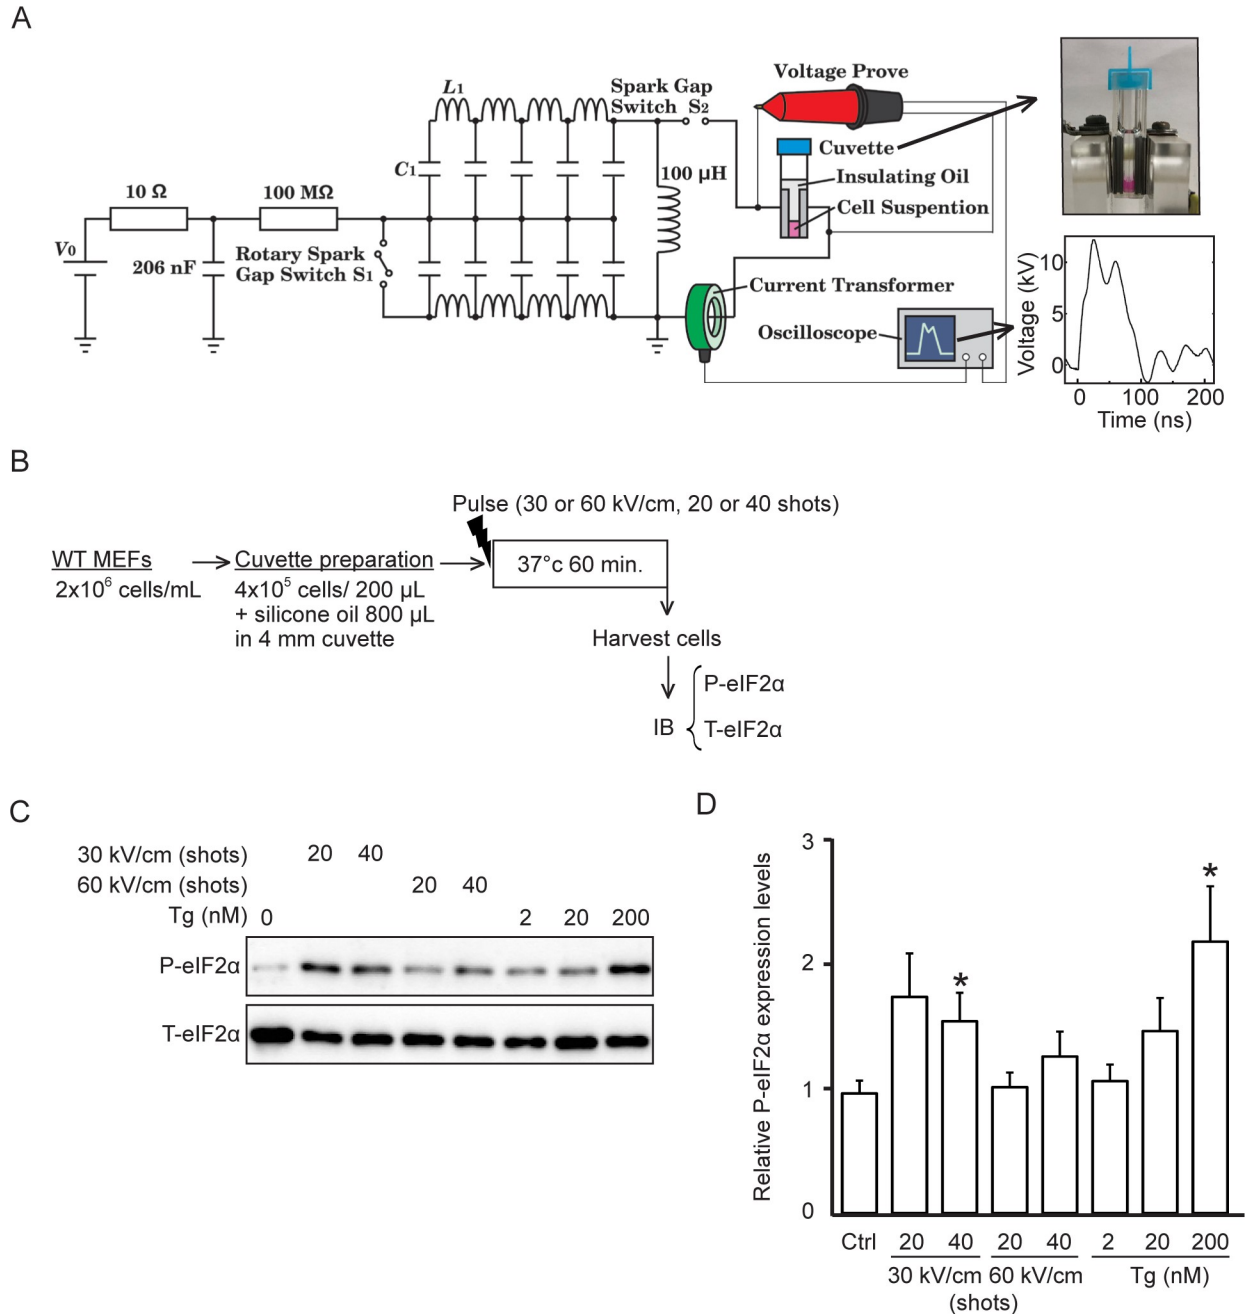 A
L1
Spark Gap
Switch S2
Voltage Prove
C1
Cuvette
100 µH
Insulating Oil
Cell Suspention
10 Ω
100 MΩ
V0
206 nF
Rotary Spark
Gap Switch S1
Current Transformer
Oscilloscope
Voltage (kV)
10
5
0
0 100 200
Time (ns)
B
Pulse (30 or 60 kV/cm, 20 or 40 shots)
WT MEFs
2x10⁶ cells/mL
Cuvette preparation
4x10⁵ cells/ 200 µL
+ silicone oil 800 µL
in 4 mm cuvette
37°c 60 min.
Harvest cells
IB
P-eIF2α
T-eIF2α
C
30 kV/cm (shots) 20 40
60 kV/cm (shots) 20 40
Tg (nM) 0 2 20 200
P-eIF2α
T-eIF2α
D
Relative P-eIF2α expression levels
3
2
1
0
*
*
Ctrl 20 40 20 40 2 20 200
30 kV/cm 60 kV/cm Tg (nM)
(shots)